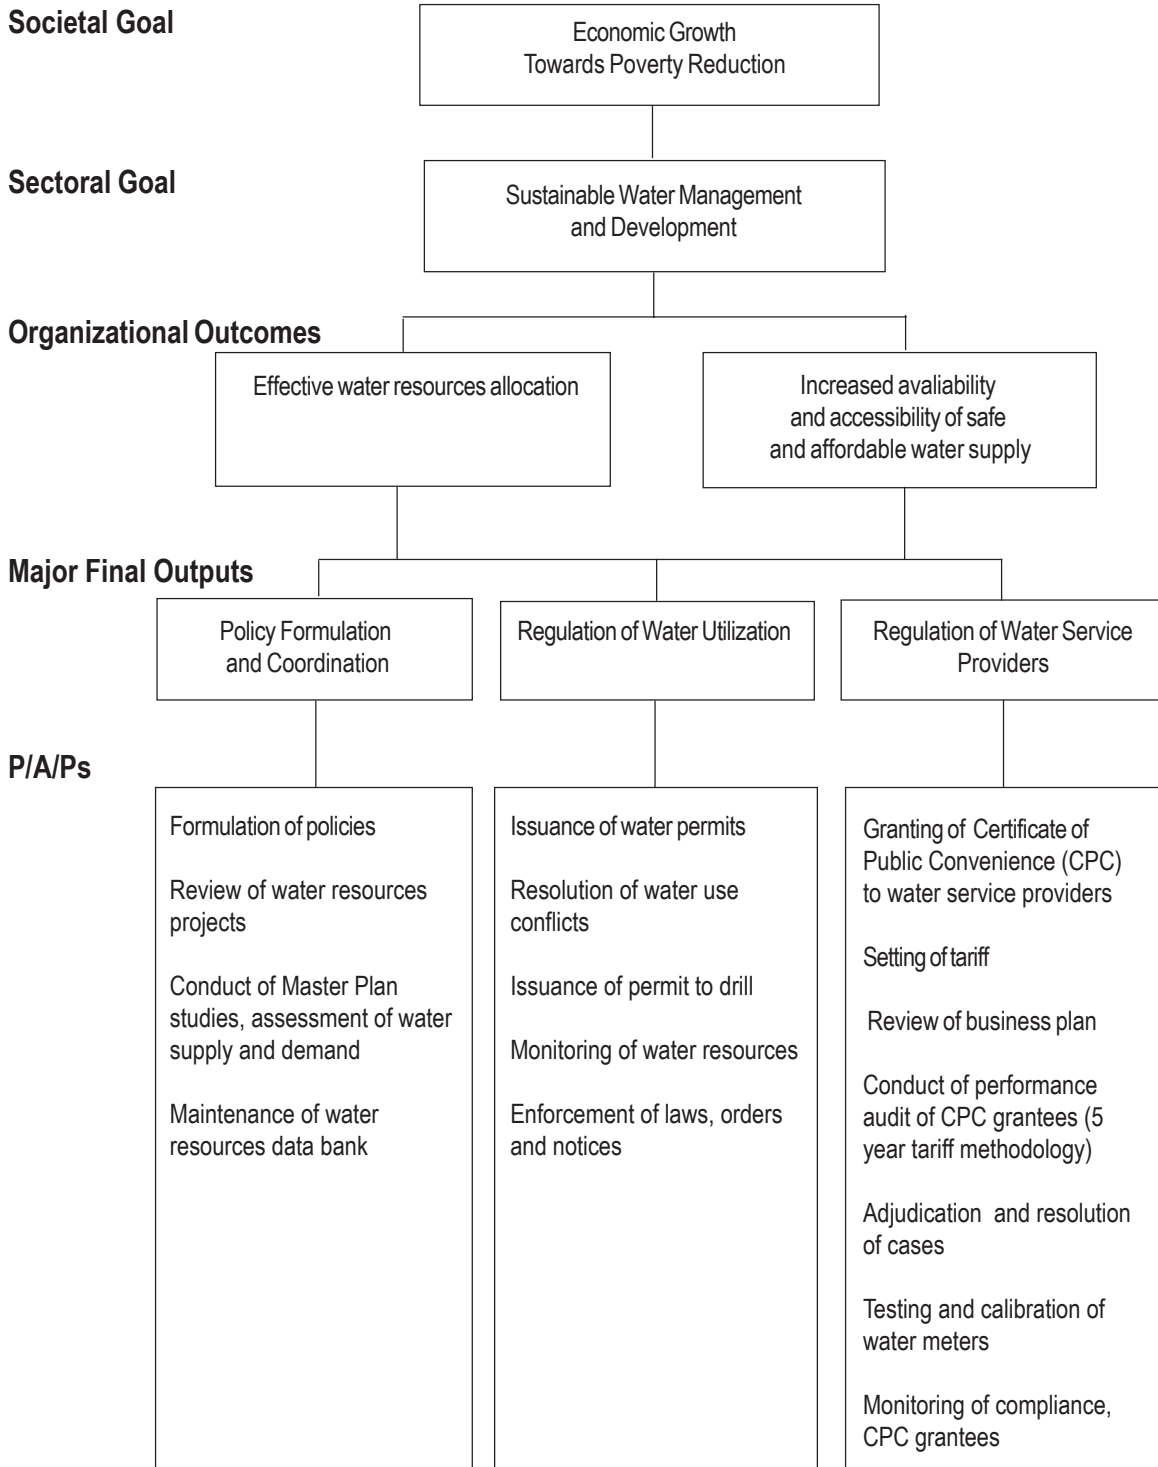 Societal Goal
Economic Growth
Towards Poverty Reduction
Sectoral Goal
Sustainable Water Management
and Development
Organizational Outcomes
Effective water resources allocation
Increased avaliability
and accessibility of safe
and affordable water supply
Major Final Outputs
Policy Formulation
and Coordination
Regulation of Water Utilization
Regulation of Water Service
Providers
P/A/Ps
Formulation of policies
Review of water resources
projects
Conduct of Master Plan
studies, assessment of water
supply and demand
Maintenance of water
resources data bank
Issuance of water permits
Resolution of water use
conflicts
Issuance of permit to drill
Monitoring of water resources
Enforcement of laws, orders
and notices
Granting of Certificate of
Public Convenience (CPC)
to water service providers
Setting of tariff
Review of business plan
Conduct of performance
audit of CPC grantees (5
year tariff methodology)
Adjudication and resolution
of cases
Testing and calibration of
water meters
Monitoring of compliance,
CPC grantees